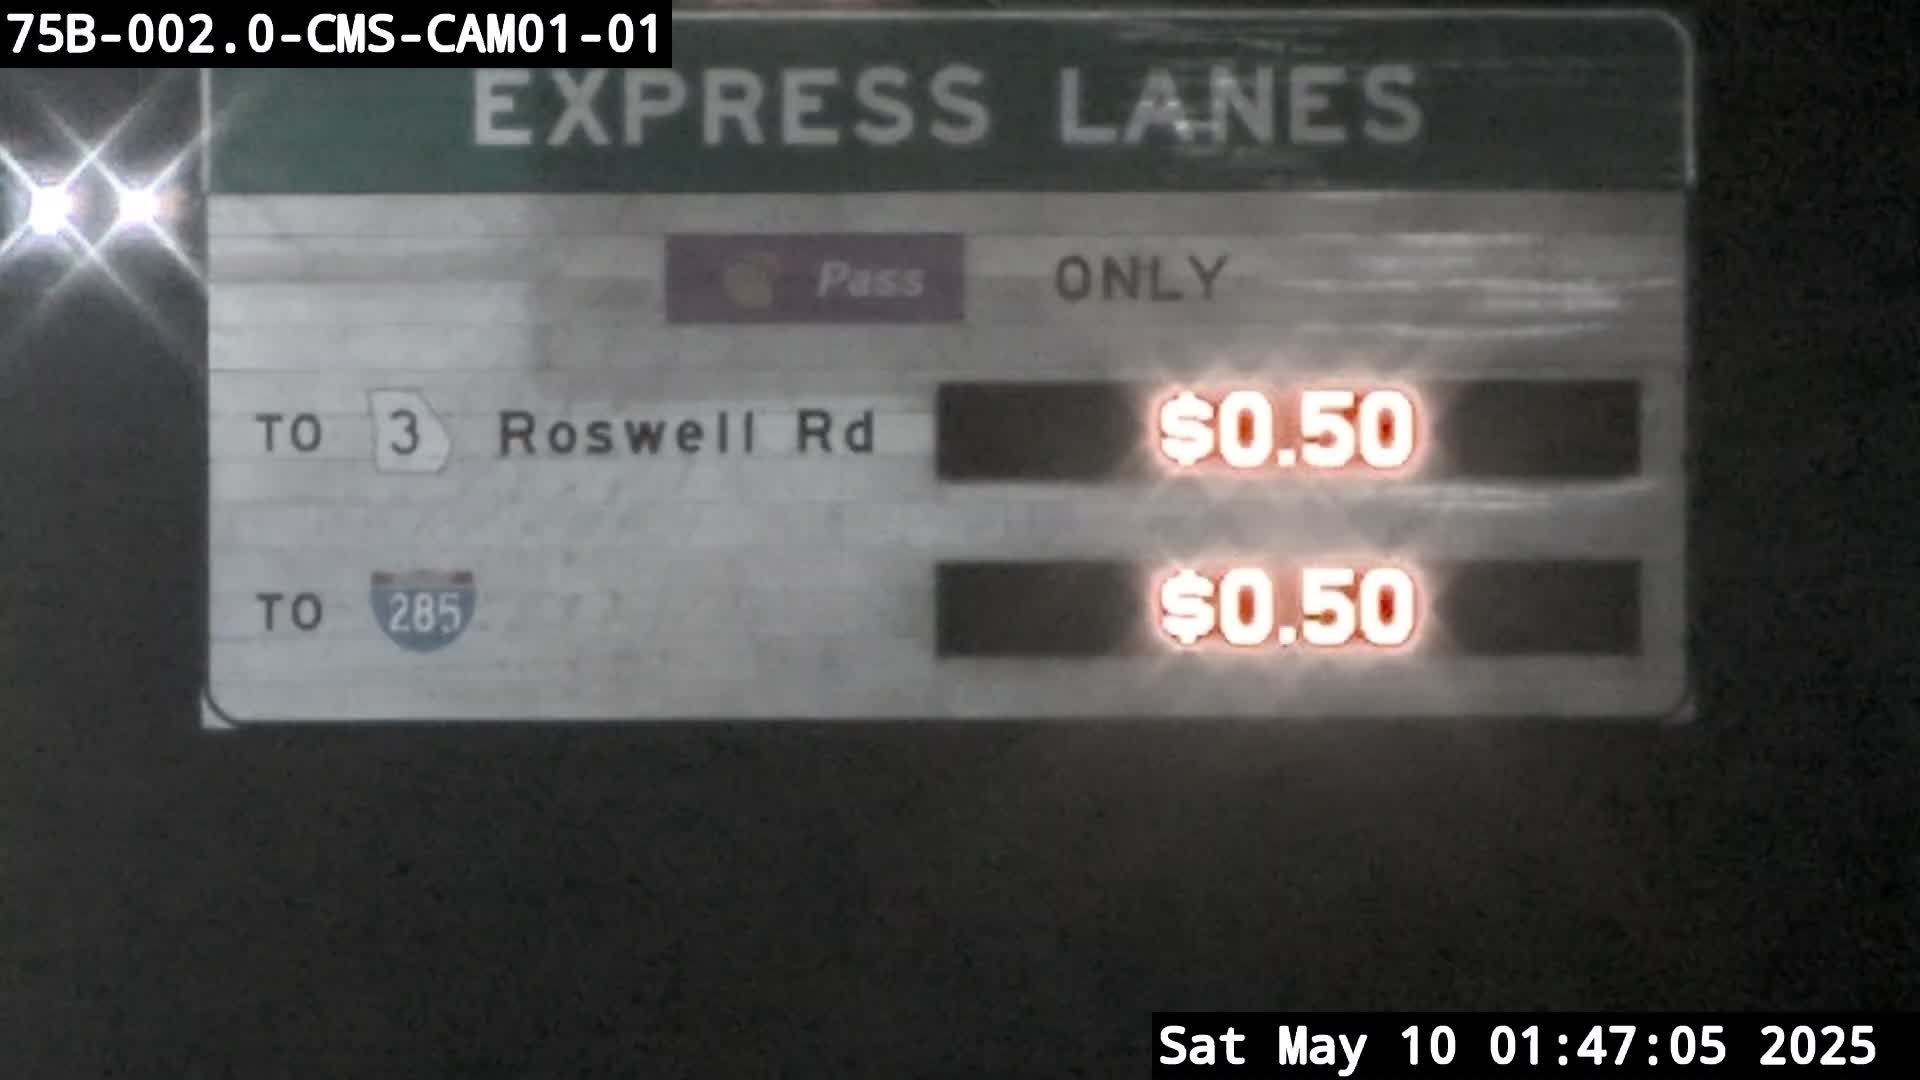 75B-002.0-CMS-CAM01-01
EXPRESS LANES
Pass ONLY
TO 3 Roswell Rd $0.50
TO 285 $0.50
Sat May 10 01:47:05 2025